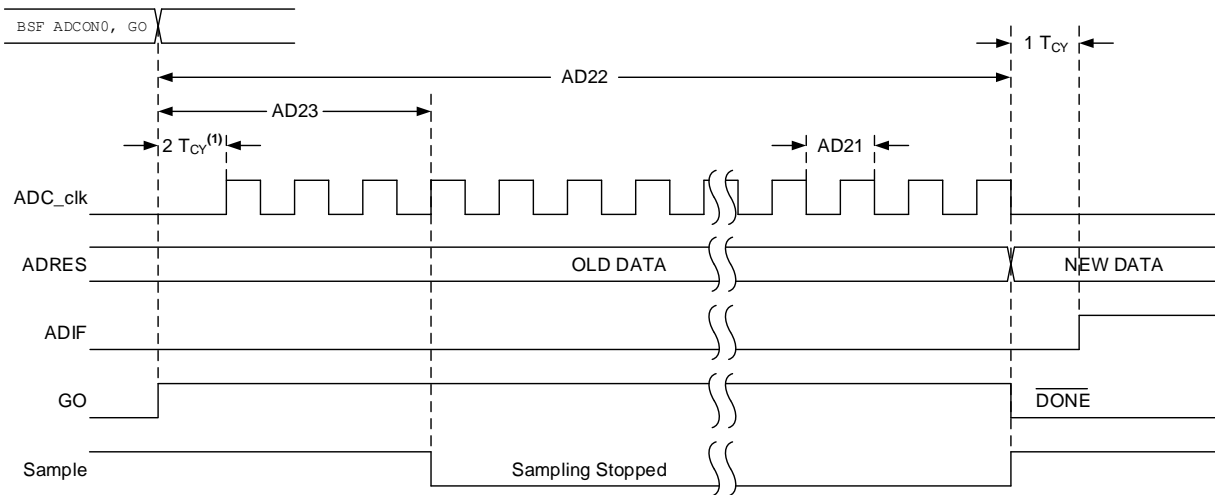 BSF ADCON0, GO
1 TCY
AD22
AD23
2 TCY(1)
AD21
ADC_clk
ADRES
OLD DATA
NEW DATA
ADIF
GO
DONE
Sample
Sampling Stopped